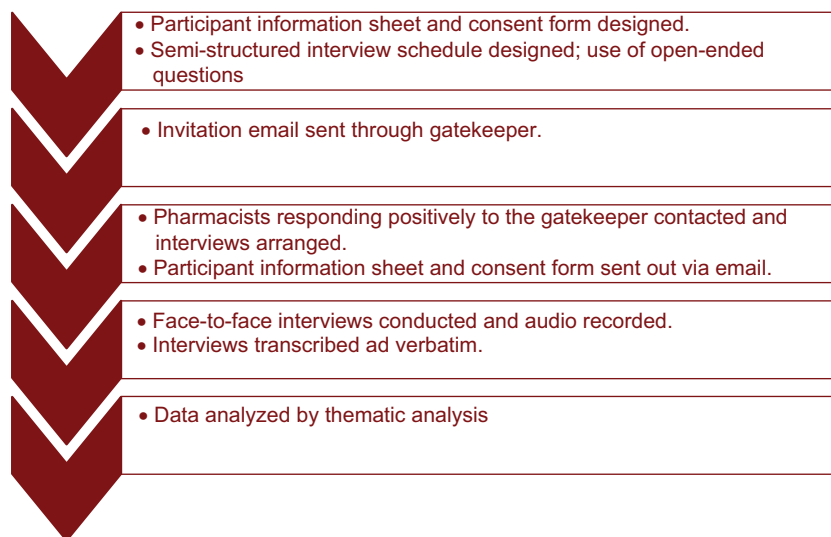 • Participant information sheet and consent form designed.
• Semi-structured interview schedule designed; use of open-ended
questions
• Invitation email sent through gatekeeper.
• Pharmacists responding positively to the gatekeeper contacted and
interviews arranged.
• Participant information sheet and consent form sent out via email.
• Face-to-face interviews conducted and audio recorded.
• Interviews transcribed ad verbatim.
• Data analyzed by thematic analysis